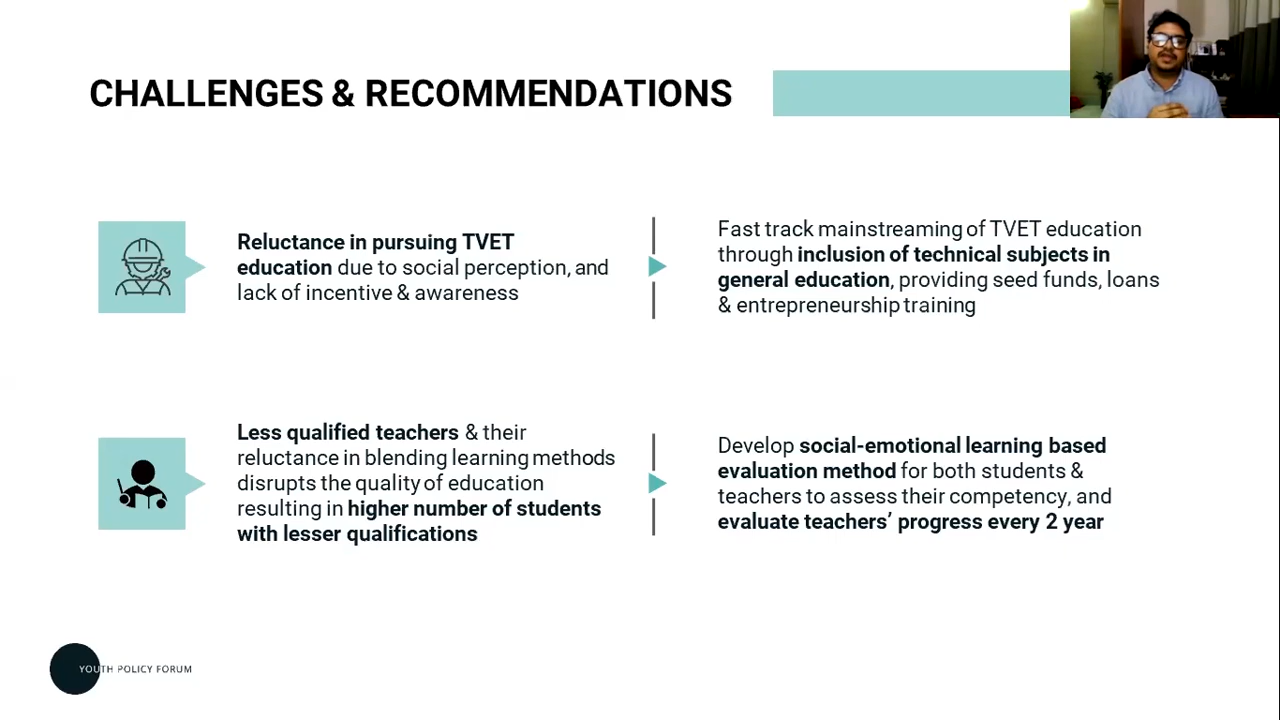 CHALLENGES & RECOMMENDATIONS
Reluctance in pursuing TVET
education due to social perception, and
lack of incentive & awareness
Fast track mainstreaming of TVET education
through inclusion of technical subjects in
general education, providing seed funds, loans
& entrepreneurship training
Less qualified teachers & their
reluctance in blending learning methods
disrupts the quality of education
resulting in higher number of students
with lesser qualifications
Develop social-emotional learning based
evaluation method for both students &
teachers to assess their competency, and
evaluate teachers’ progress every 2 year
YOUTH POLICY FORUM